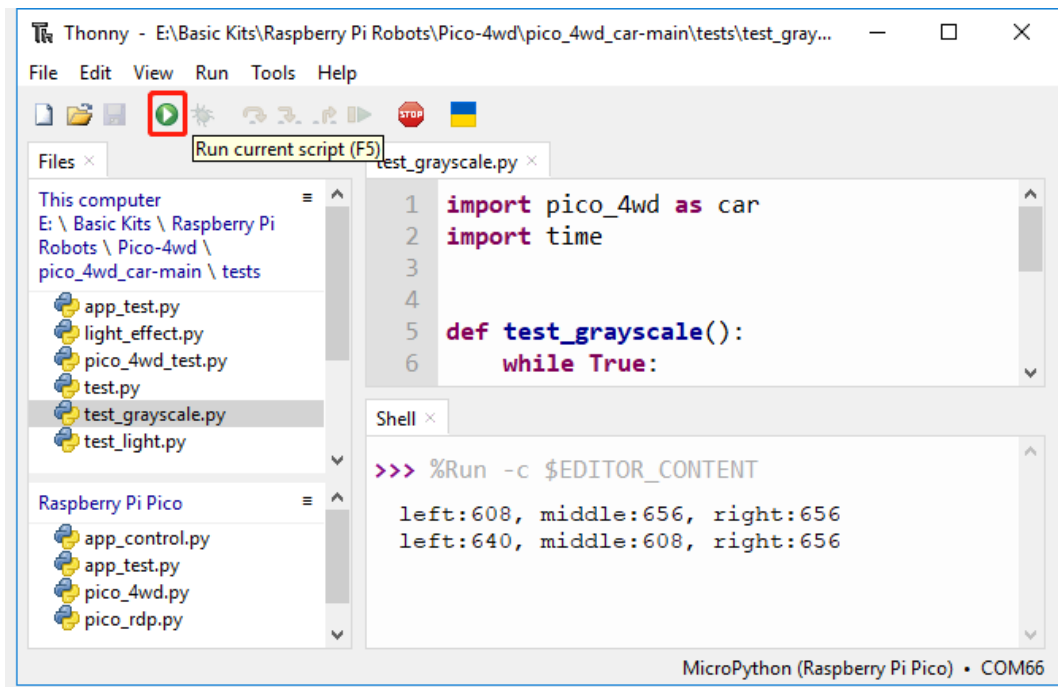 Thonny - E:\Basic Kits\Raspberry Pi Robots\Pico-4wd\pico_4wd_car-main\tests\test_gray...
File Edit View Run Tools Help
STOP
Run current script (F5)
Files
This computer
E: \ Basic Kits \ Raspberry Pi
Robots \ Pico-4wd \
pico_4wd_car-main \ tests
app_test.py
light_effect.py
pico_4wd_test.py
test.py
test_grayscale.py
test_light.py
Raspberry Pi Pico
app_control.py
app_test.py
pico_4wd.py
pico_rdp.py
test_grayscale.py
1 import pico_4wd as car
2 import time
3
4
5 def test_grayscale():
6 while True:
Shell
>>> %Run -c $EDITOR_CONTENT
left:608, middle:656, right:656
left:640, middle:608, right:656
MicroPython (Raspberry Pi Pico) • COM66